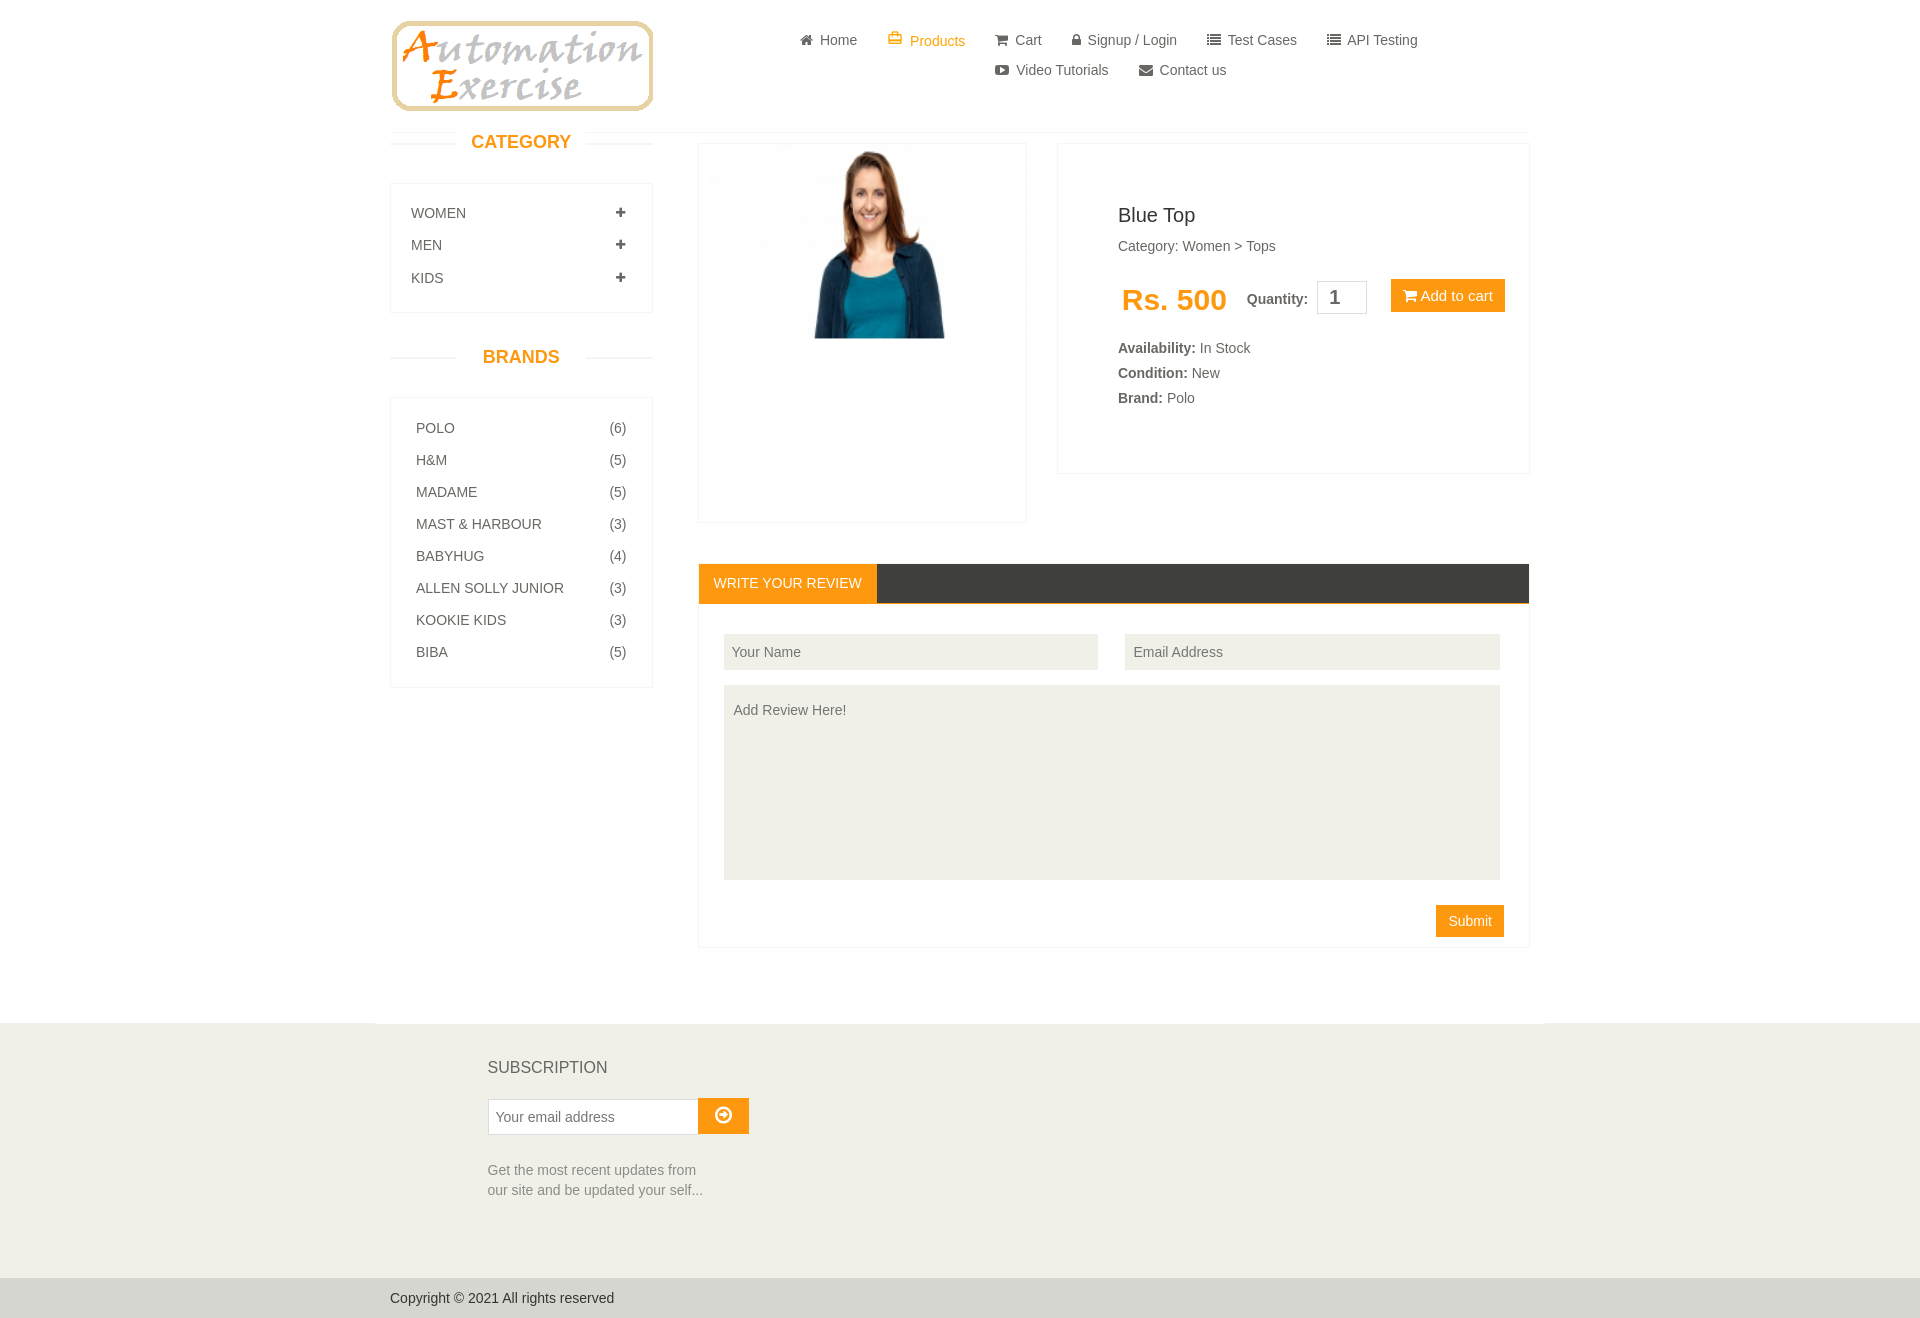 Automation
Exercise
Home
Products
Cart
Signup / Login
Test Cases
API Testing
Video Tutorials
Contact us
CATEGORY
WOMEN
MEN
KIDS
BRANDS
POLO (6)
H&M (5)
MADAME (5)
MAST & HARBOUR (3)
BABYHUG (4)
ALLEN SOLLY JUNIOR (3)
KOOKIE KIDS (3)
BIBA (5)
Blue Top
Category: Women > Tops
Rs. 500 Quantity: 1 Add to cart
Availability: In Stock
Condition: New
Brand: Polo
WRITE YOUR REVIEW
Your Name
Email Address
Add Review Here!
Submit
SUBSCRIPTION
Your email address
Get the most recent updates from
our site and be updated your self...
Copyright © 2021 All rights reserved